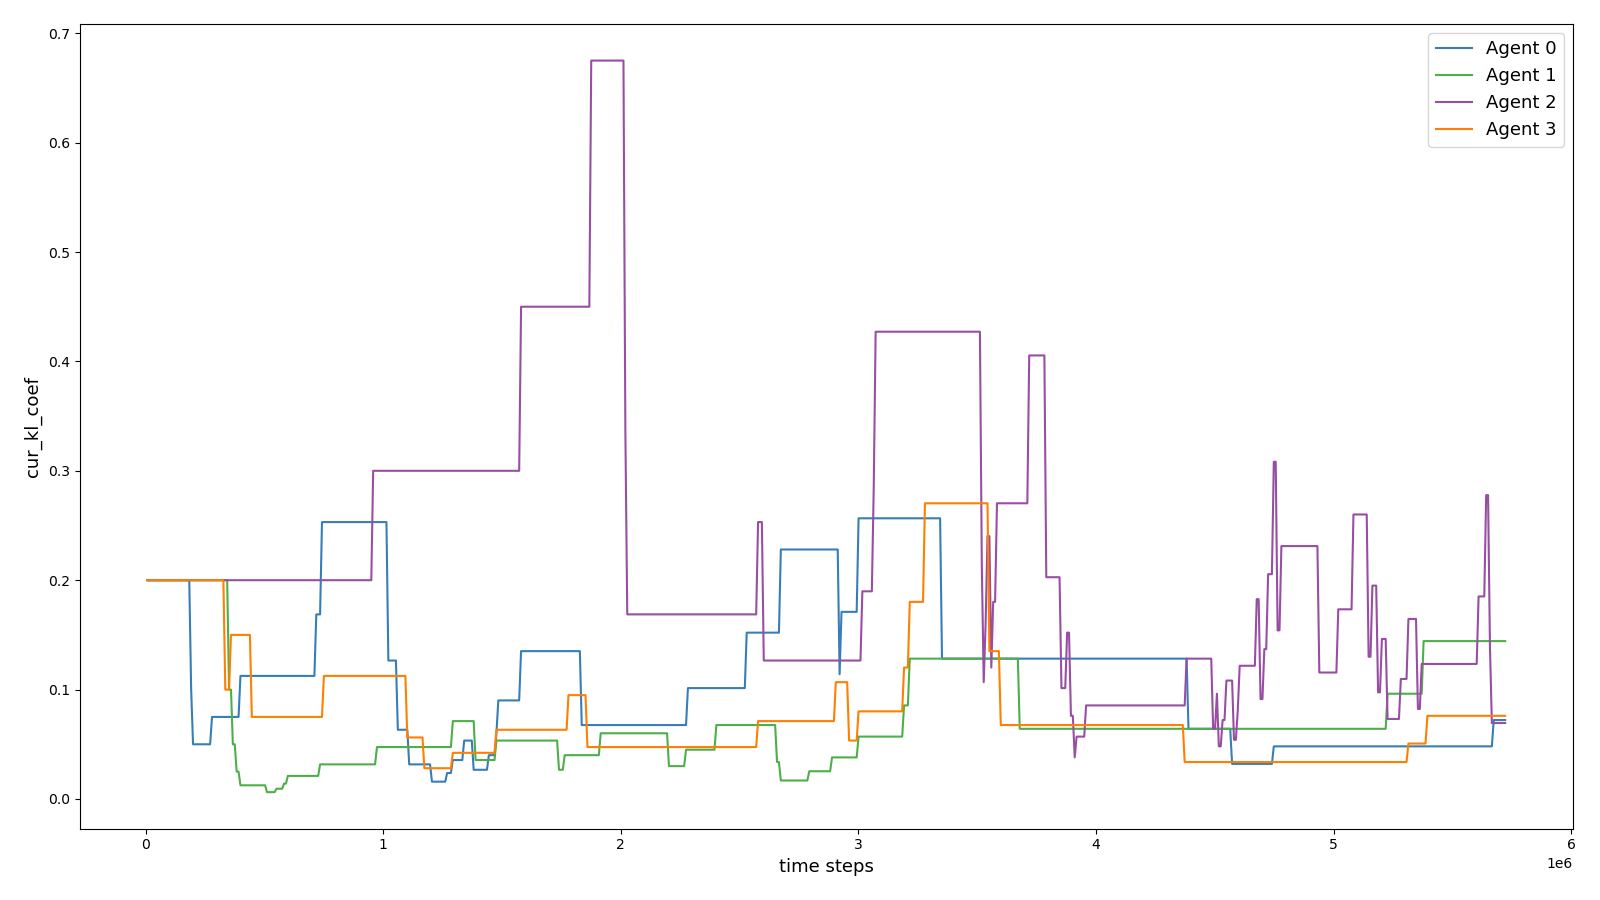 0.7
0.6
0.5
0.4
0.3
0.2
0.1
0.0
cur_kl_coef
0 1 2 3 4 5 6
1e6
time steps
Agent 0
Agent 1
Agent 2
Agent 3